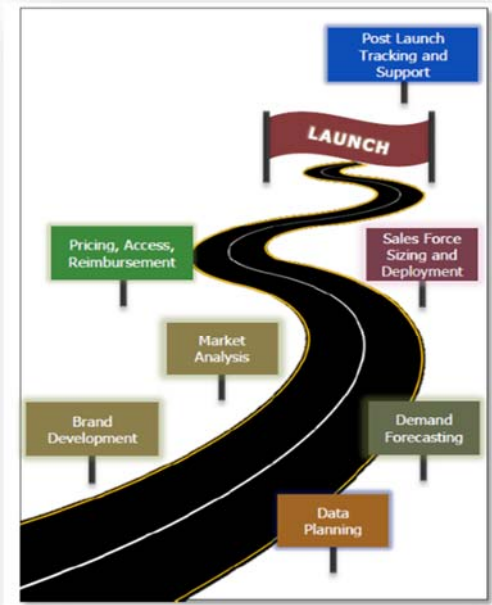 Post Launch
Tracking and
Support
LAUNCH
Pricing, Access,
Reimbursement
Sales Force
Sizing and
Deployment
Market
Analysis
Brand
Development
Demand
Forecasting
Data
Planning